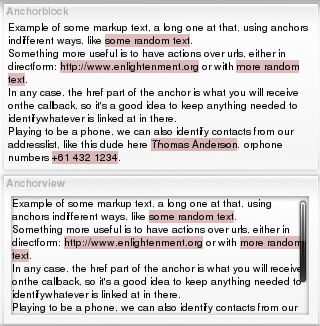 Anchorblock
Example of some markup text, a long one at that, using anchors
indifferent ways, like some random text.
Something more useful is to have actions over urls, either in
directform: http://www.enlightenment.org or with more random
text.
In any case, the href part of the anchor is what you will receive
onthe callback, so it's a good idea to keep anything needed to
identifywhatever is linked at in there.
Playing to be a phone, we can also identify contacts from our
addresslist, like this dude here Thomas Anderson, orphone
numbers +61 432 1234.
Anchorview
Example of some markup text, a long one at that, using
anchors indifferent ways, like some random text.
Something more useful is to have actions over urls, either in
directform: http://www.enlightenment.org or with more random
text.
In any case, the href part of the anchor is what you will receive
onthe callback, so it's a good idea to keep anything needed to
identifywhatever is linked at in there.
Playing to be a phone, we can also identify contacts from our